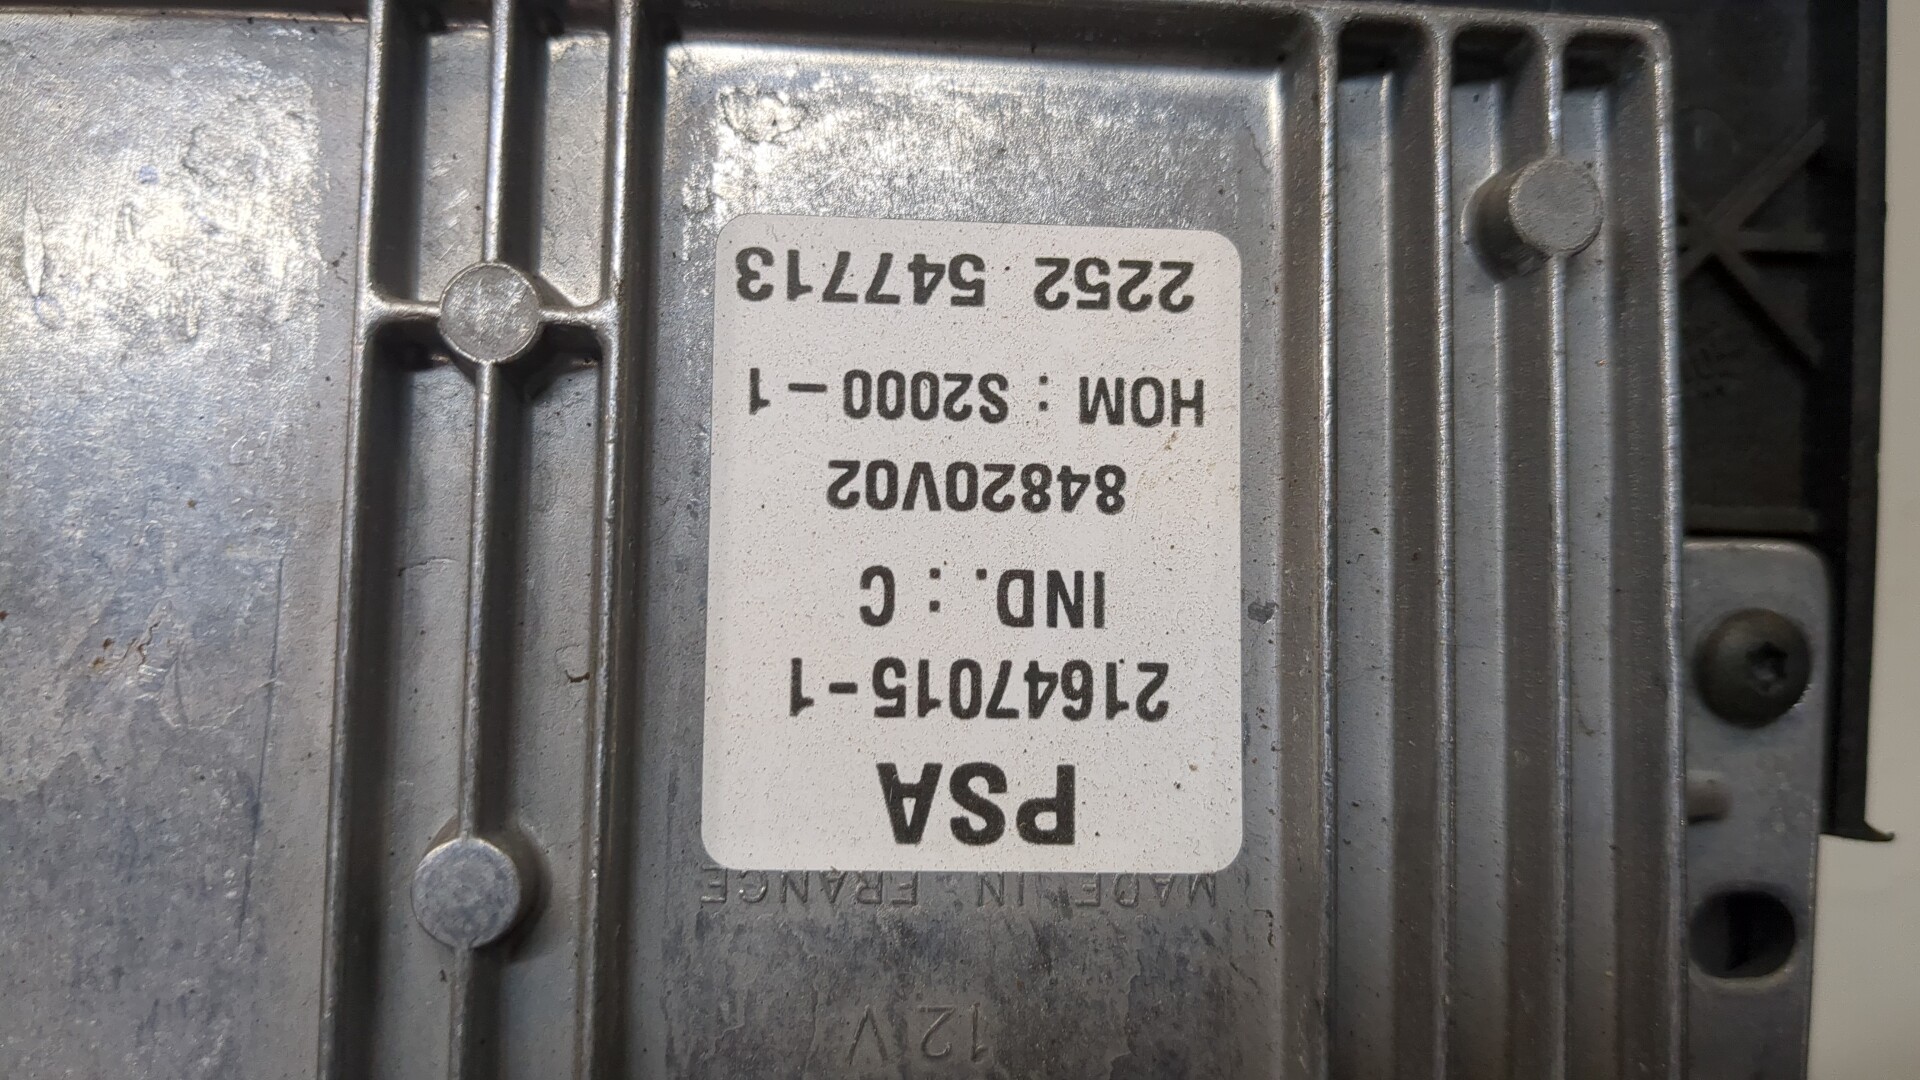 12V
MADE IN FRANCE
PSA
21647015-1
IND. : C
84820V02
HOM : S2000-1
2252 547713